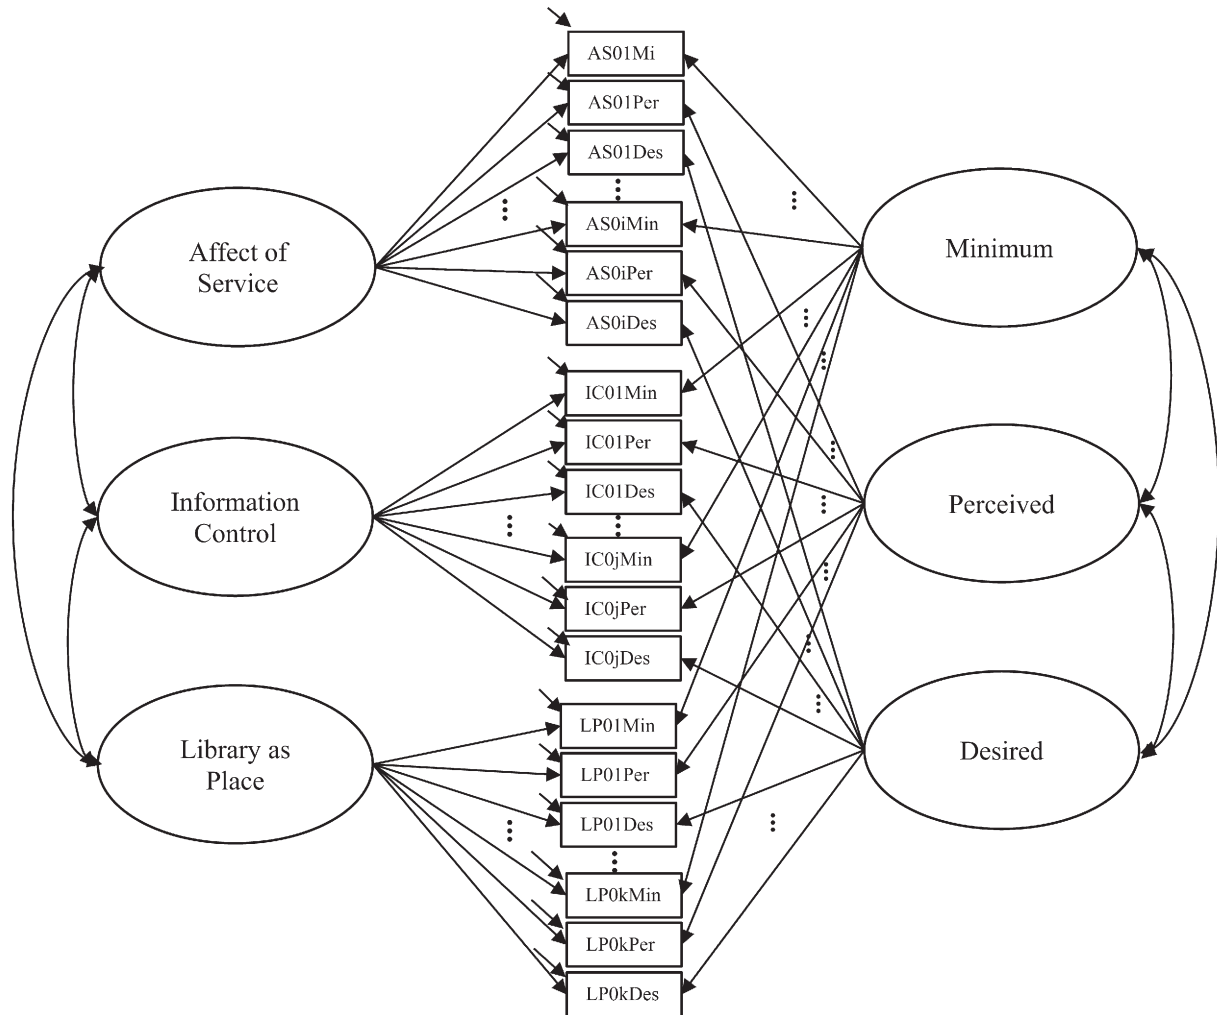 AS01Mi
AS01Per
AS01Des
AS0iMin
AS0iPer
AS0iDes
IC01Min
IC01Per
IC01Des
IC0jMin
IC0jPer
IC0jDes
LP01Min
LP01Per
LP01Des
LP0kMin
LP0kPer
LP0kDes
Affect of
Service
Information
Control
Library as
Place
Minimum
Perceived
Desired